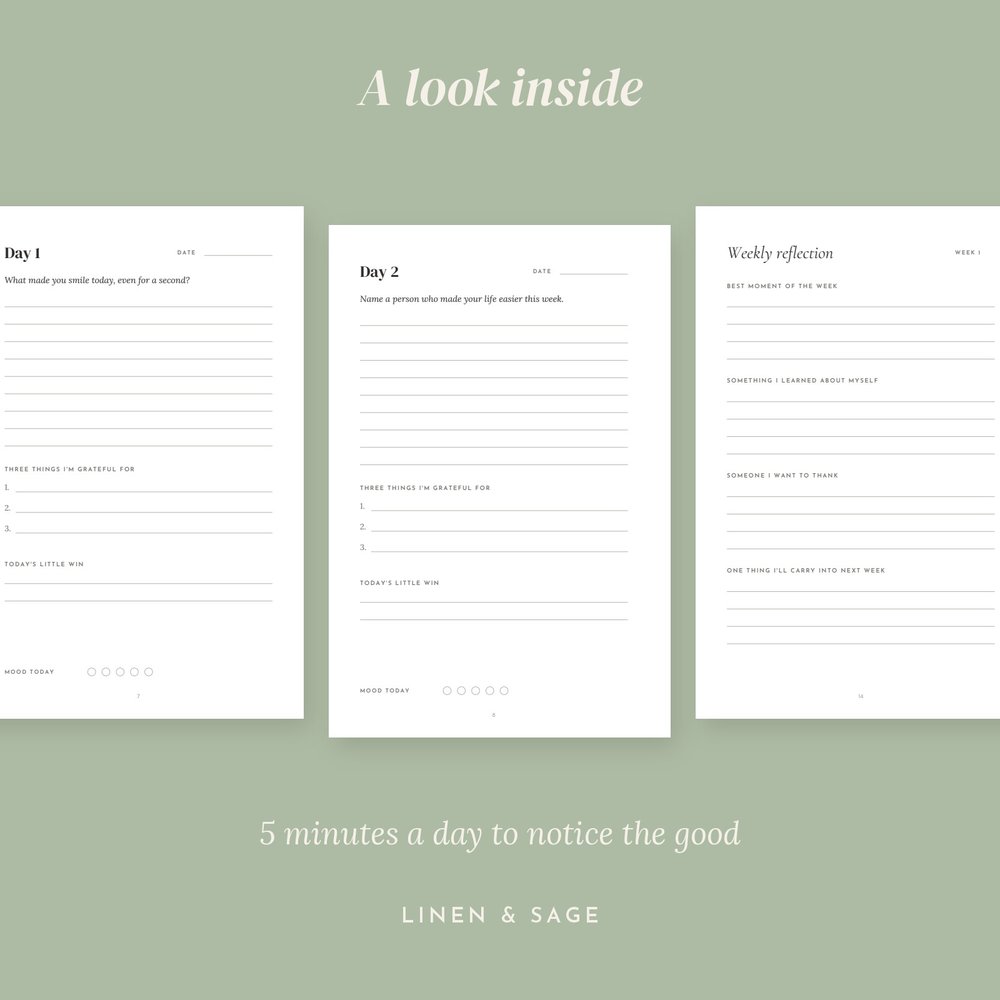 A look inside
Day 1
DATE
What made you smile today, even for a second?
THREE THINGS I'M GRATEFUL FOR
1.
2.
3.
TODAY'S LITTLE WIN
MOOD TODAY
7
Day 2
DATE
Name a person who made your life easier this week.
THREE THINGS I'M GRATEFUL FOR
1.
2.
3.
TODAY'S LITTLE WIN
MOOD TODAY
8
Weekly reflection
WEEK 1
BEST MOMENT OF THE WEEK
SOMETHING I LEARNED ABOUT MYSELF
SOMEONE I WANT TO THANK
ONE THING I'LL CARRY INTO NEXT WEEK
14
5 minutes a day to notice the good
LINEN & SAGE